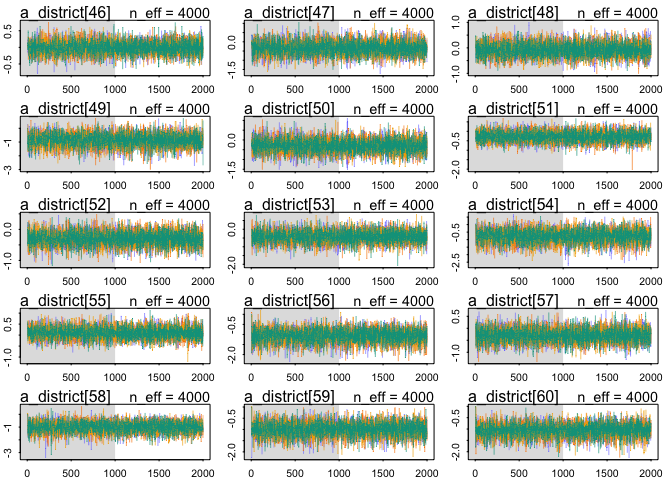 a_district[46] n_eff = 4000 a_district[47] n_eff = 4000 a_district[48] n_eff = 4000
0.5 -0.5 0.0 -1.5 1.0 0.0 -1.0
0 500 1000 1500 2000 0 500 1000 1500 2000 0 500 1000 1500 2000
a_district[49] n_eff = 4000 a_district[50] n_eff = 4000 a_district[51] n_eff = 4000
-1 -3 0.0 -1.5 -0.5 -2.0
0 500 1000 1500 2000 0 500 1000 1500 2000 0 500 1000 1500 2000
a_district[52] n_eff = 4000 a_district[53] n_eff = 4000 a_district[54] n_eff = 4000
0.0 -1.0 0.0 -2.0 -0.5 -2.5
0 500 1000 1500 2000 0 500 1000 1500 2000 0 500 1000 1500 2000
a_district[55] n_eff = 4000 a_district[56] n_eff = 4000 a_district[57] n_eff = 4000
0.5 -1.0 -0.5 -2.0 0.5 -1.0
0 500 1000 1500 2000 0 500 1000 1500 2000 0 500 1000 1500 2000
a_district[58] n_eff = 4000 a_district[59] n_eff = 4000 a_district[60] n_eff = 4000
-1 -3 -0.5 -2.0 -0.5 -2.0
0 500 1000 1500 2000 0 500 1000 1500 2000 0 500 1000 1500 2000